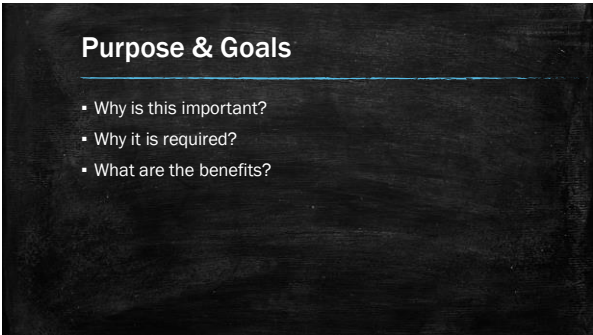 Purpose & Goals
▪ Why is this important?
▪ Why it is required?
▪ What are the benefits?